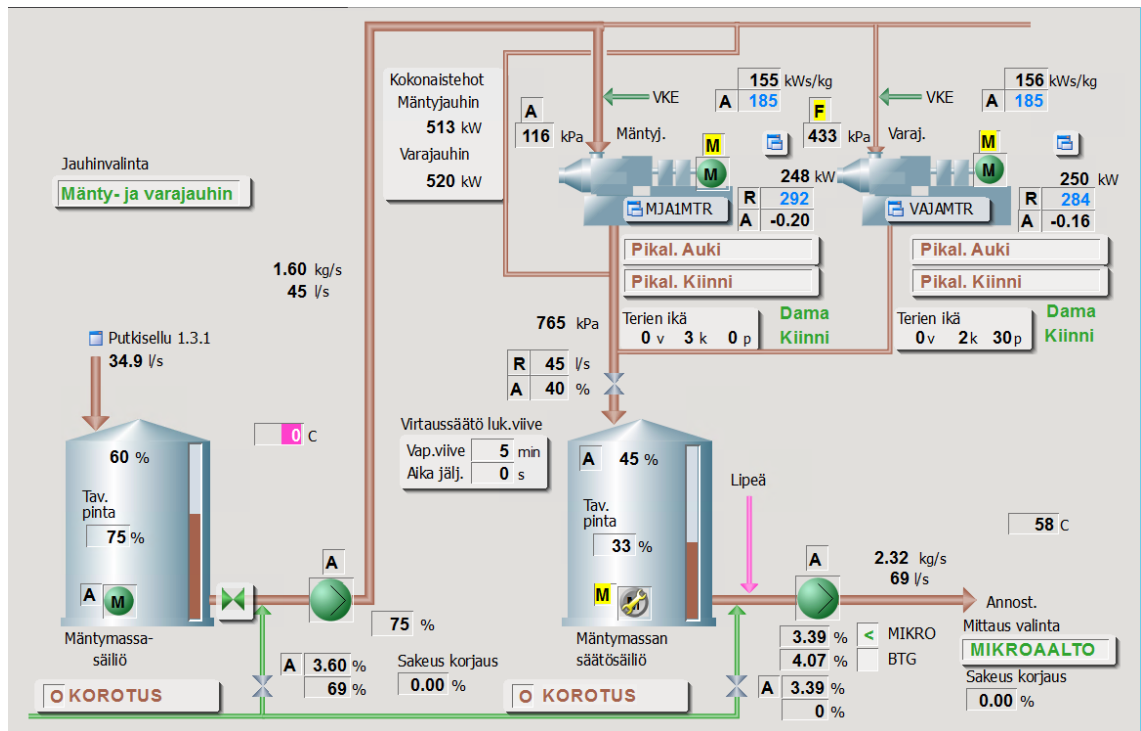 Kokonaistehot
Mäntyjauhin
513 kW
Varajauhin
520 kW
A
116 kPa
VKE
155 kWs/kg
A 185
Mäntyj.
M
M
248 kW
R 292
A -0.20
MJA1MTR
Pikal. Auki
Pikal. Kiinni
Terien ikä
0 v 3 k 0 p
Dama
Kiinni
F
433 kPa
VKE
156 kWs/kg
A 185
Varaj.
M
M
250 kW
R 284
A -0.16
VAJAMTR
Pikal. Auki
Pikal. Kiinni
Terien ikä
0 v 2 k 30 p
Dama
Kiinni
Jauhinvalinta
Mänty- ja varajauhin
1.60 kg/s
45 l/s
765 kPa
R 45 l/s
A 40 %
Putkisellu 1.3.1
34.9 l/s
0 C
60 %
Tav.
pinta
75 %
A M
Mäntymassa-
säiliö
A
75 %
A 3.60 %
69 %
Sakeus korjaus
0.00 %
O KOROTUS
Virtaussäätö luk.viive
Vap.viive 5 min
Aika jälj. 0 s
A 45 %
Tav.
pinta
33 %
M
Mäntymassan
säätösäiliö
O KOROTUS
Lipeä
A
58 C
2.32 kg/s
69 l/s
Annost.
3.39 % < MIKRO
4.07 % BTG
A 3.39 %
0 %
Mittaus valinta
MIKROAALTO
Sakeus korjaus
0.00 %